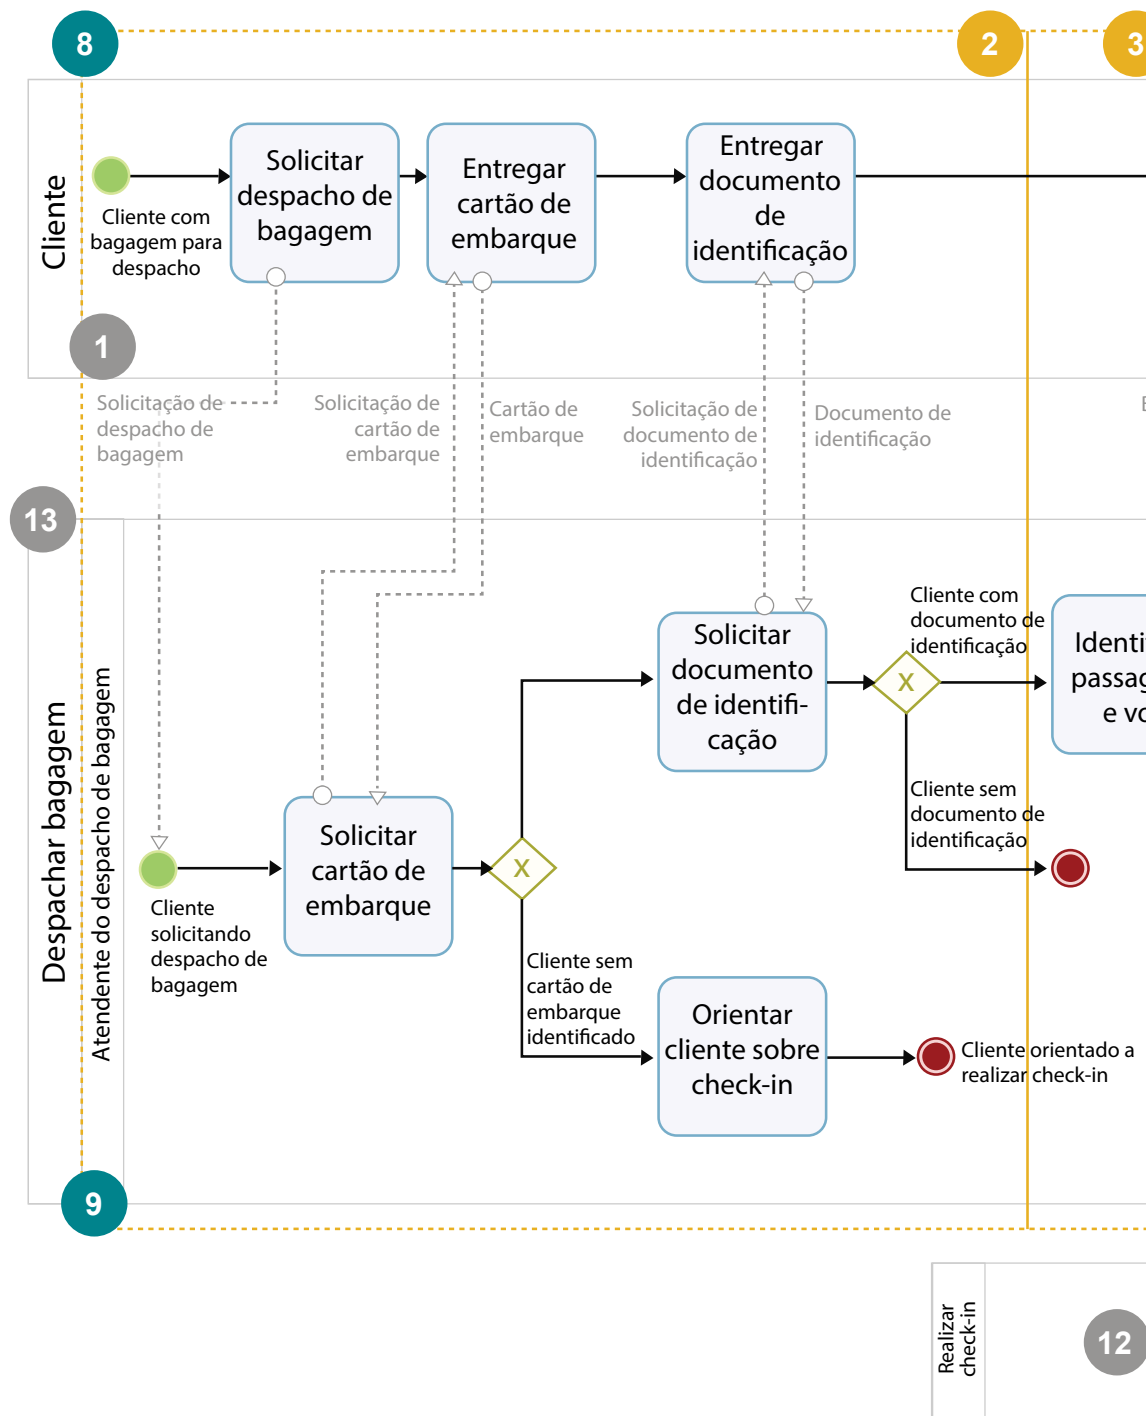 8
2
3
Cliente
Cliente com
bagagem para
despacho
Solicitar
despacho de
bagagem
Entregar
cartão de
embarque
Entregar
documento
de
identificação
1
Solicitação de
despacho de
bagagem
Solicitação de
cartão de
embarque
Cartão de
embarque
Solicitação de
documento de
identificação
Documento de
identificação
E
13
Despachar bagagem
Atendente do despacho de bagagem
Cliente
solicitando
despacho de
bagagem
Solicitar
cartão de
embarque
X
Cliente sem
cartão de
embarque
identificado
Solicitar
documento
de identifi-
cação
X
Cliente com
documento de
identificação
Cliente sem
documento de
identificação
Identi
passag
e vo
Orientar
cliente sobre
check-in
Cliente orientado a
realizar check-in
9
Realizar
check-in
12